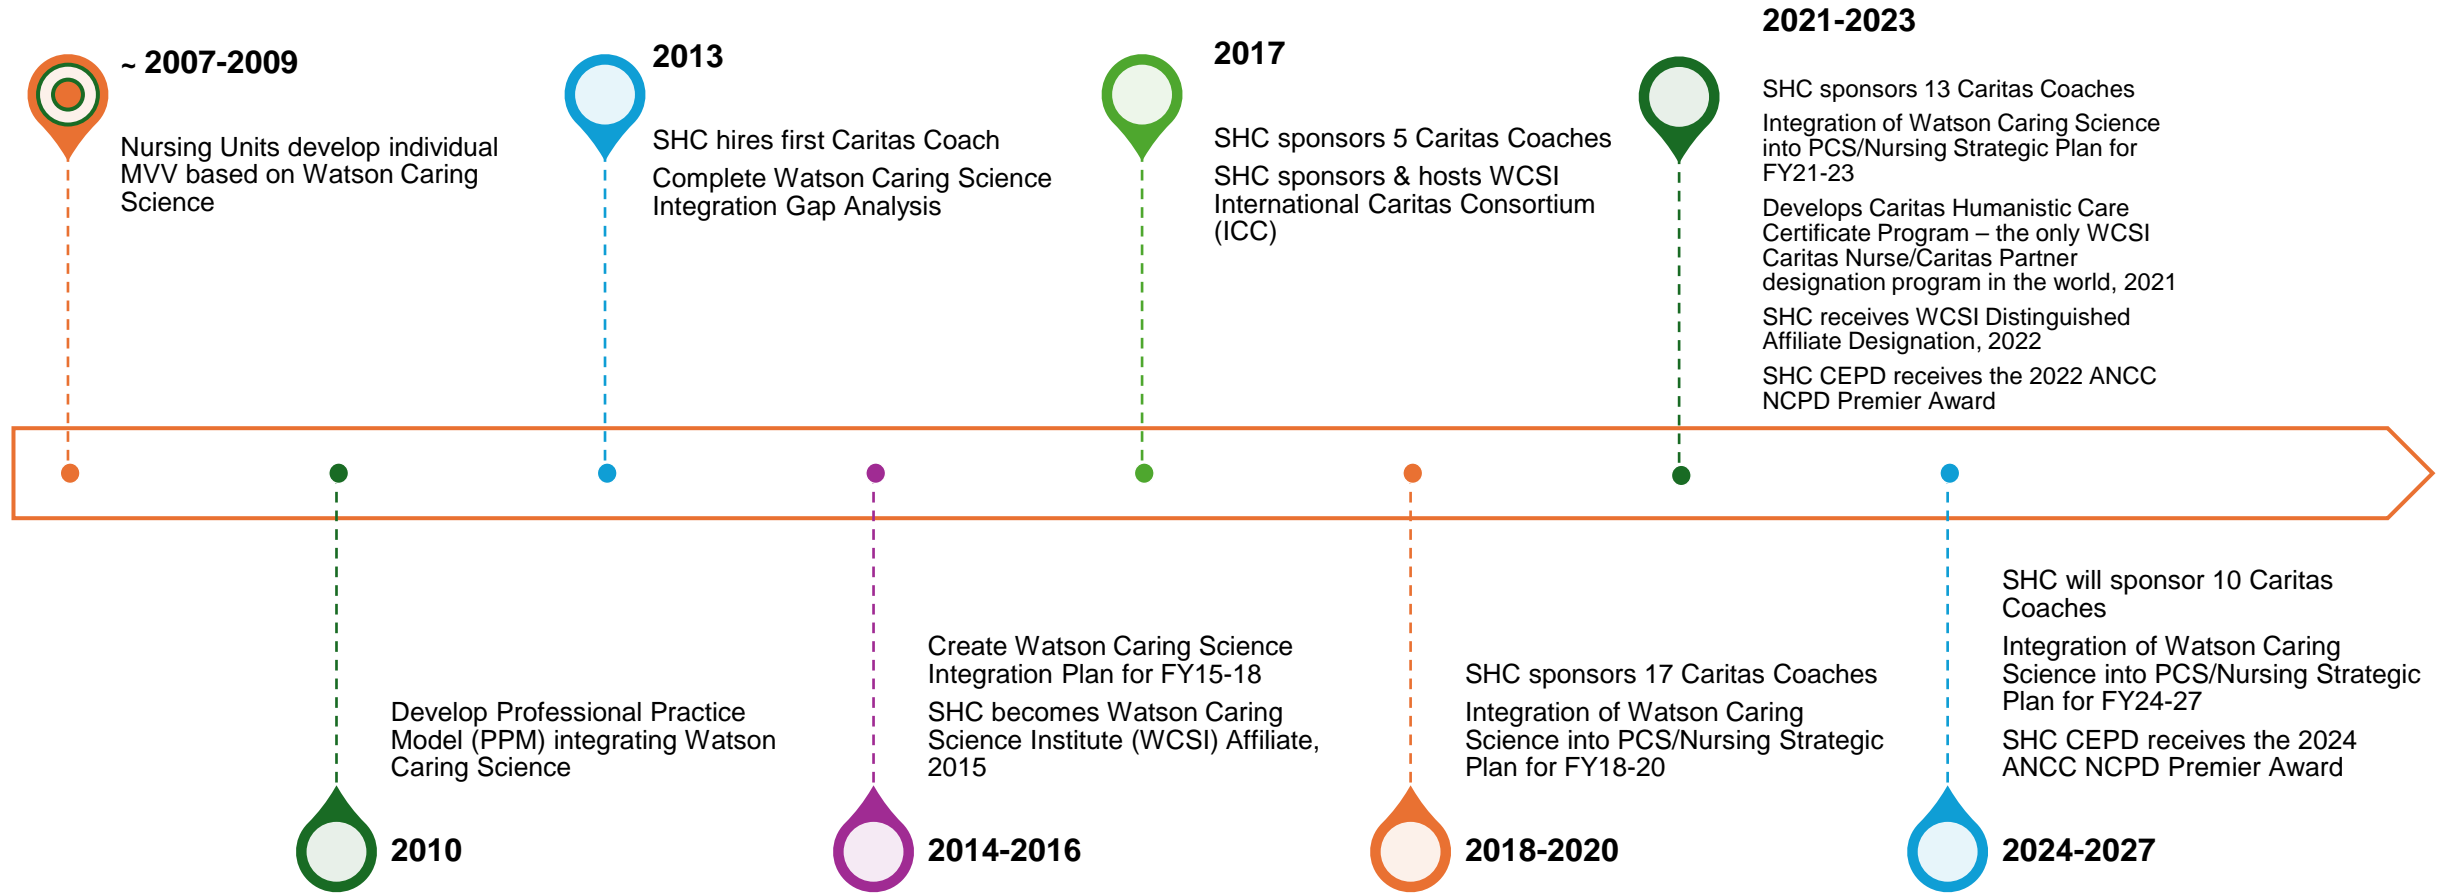 ~ 2007-2009
Nursing Units develop individual
MVV based on Watson Caring
Science
2010
Develop Professional Practice
Model (PPM) integrating Watson
Caring Science
2013
SHC hires first Caritas Coach
Complete Watson Caring Science
Integration Gap Analysis
2014-2016
Create Watson Caring Science
Integration Plan for FY15-18
SHC becomes Watson Caring
Science Institute (WCSI) Affiliate,
2015
2017
SHC sponsors 5 Caritas Coaches
SHC sponsors & hosts WCSI
International Caritas Consortium
(ICC)
2018-2020
SHC sponsors 17 Caritas Coaches
Integration of Watson Caring
Science into PCS/Nursing Strategic
Plan for FY18-20
2021-2023
SHC sponsors 13 Caritas Coaches
Integration of Watson Caring Science
into PCS/Nursing Strategic Plan for
FY21-23
Develops Caritas Humanistic Care
Certificate Program – the only WCSI
Caritas Nurse/Caritas Partner
designation program in the world, 2021
SHC receives WCSI Distinguished
Affiliate Designation, 2022
SHC CEPD receives the 2022 ANCC
NCPD Premier Award
2024-2027
SHC will sponsor 10 Caritas
Coaches
Integration of Watson Caring
Science into PCS/Nursing Strategic
Plan for FY24-27
SHC CEPD receives the 2024
ANCC NCPD Premier Award